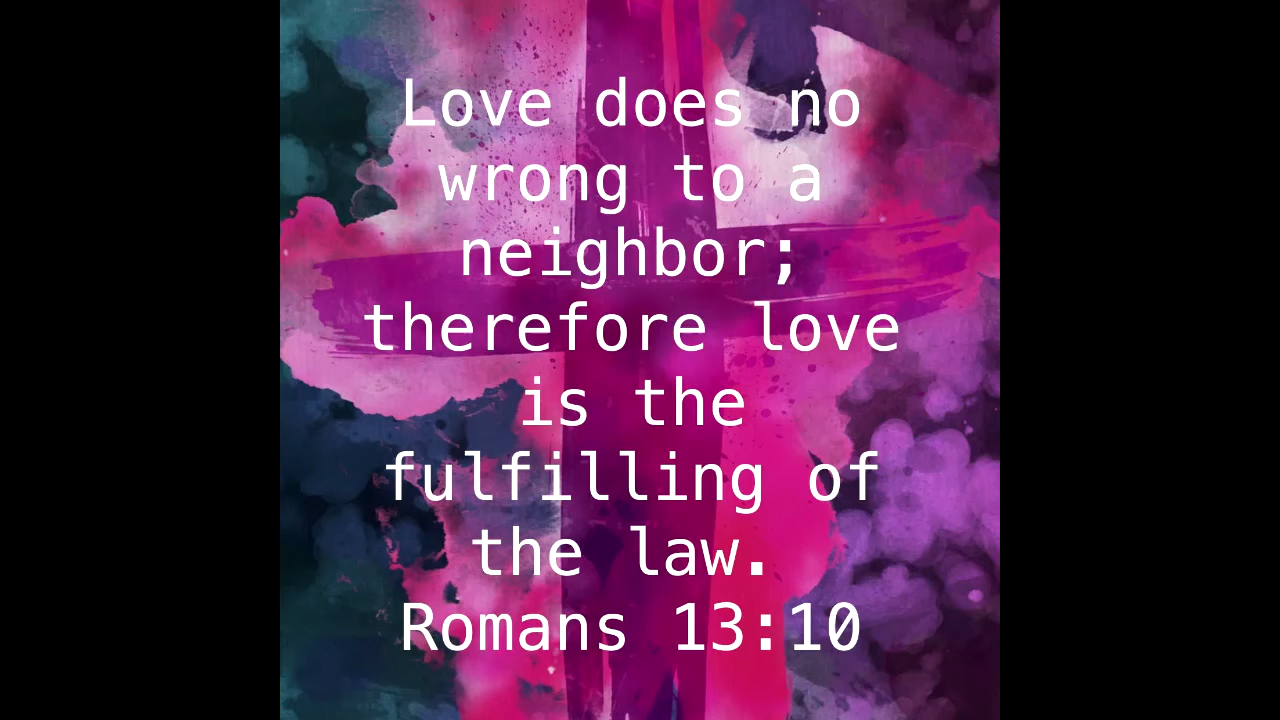 Love does no
wrong to a
neighbor;
therefore love
is the
fulfilling of
the law.
Romans 13:10